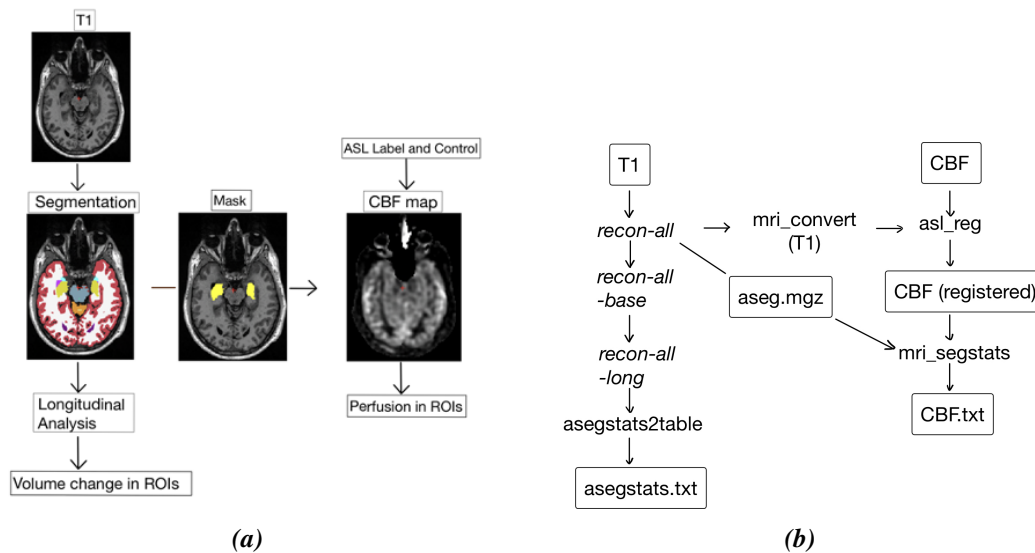 T1
Segmentation
Mask
ASL Label and Control
CBF map
Longitudinal
Analysis
Perfusion in ROIs
Volume change in ROIs
(a)
T1
CBF
recon-all
mri_convert
(T1)
asl_reg
recon-all
-base
aseg.mgz
CBF (registered)
recon-all
-long
mri_segstats
asegstats2table
CBF.txt
asegstats.txt
(b)